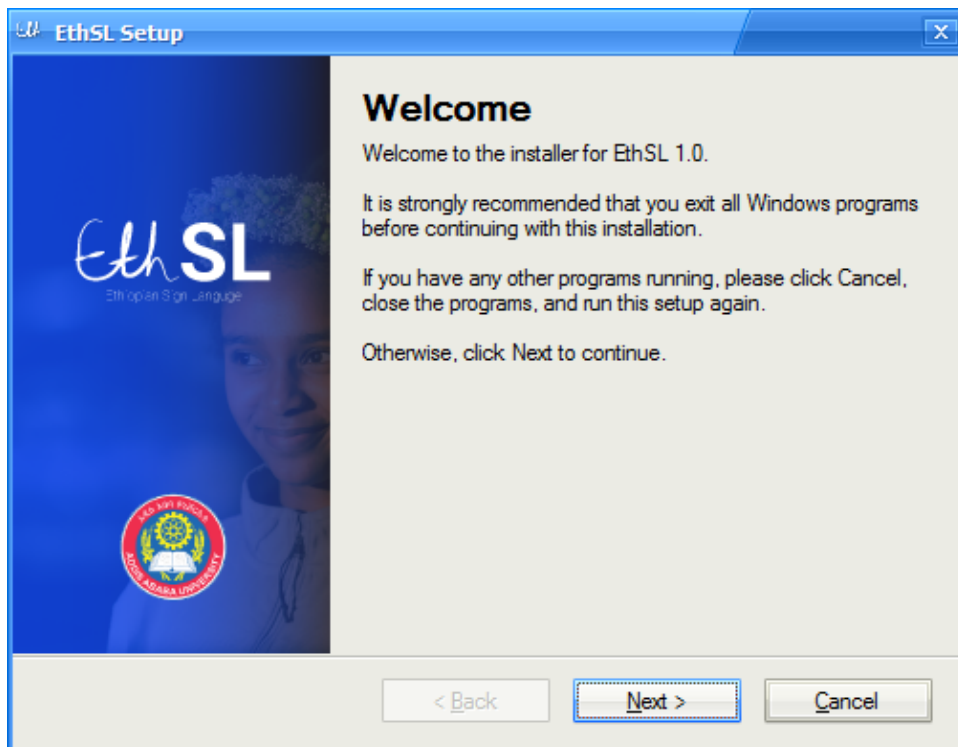 EthSL Setup
EthSL
Ethiopian Sign Languge
ADDIS ABABA UNIVERSITY
Welcome
Welcome to the installer for EthSL 1.0.
It is strongly recommended that you exit all Windows programs
before continuing with this installation.
If you have any other programs running, please click Cancel,
close the programs, and run this setup again.
Otherwise, click Next to continue.
< Back
Next >
Cancel